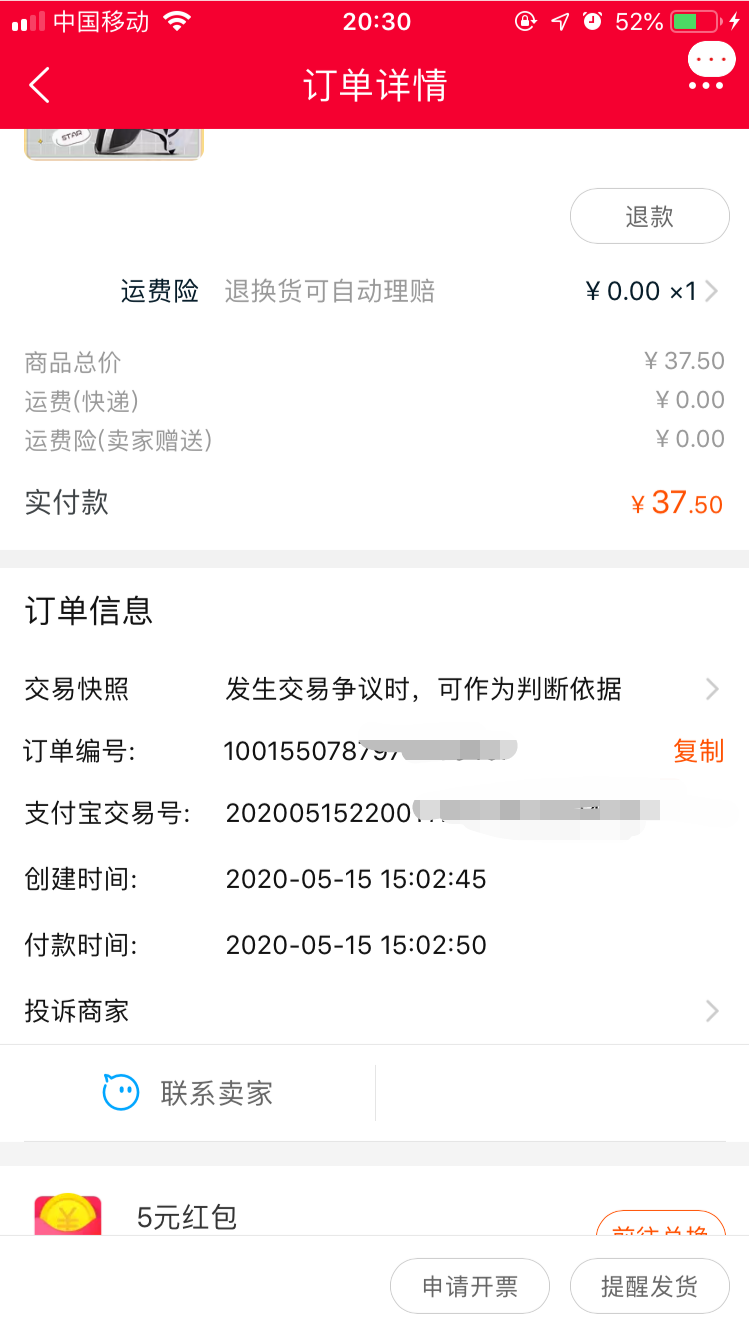 中国移动 20:30 52%
订单详情
STAR
退款
运费险 退换货可自动理赔 ¥ 0.00 ×1
商品总价 ¥ 37.50
运费(快递) ¥ 0.00
运费险(卖家赠送) ¥ 0.00
实付款 ¥ 37.50
订单信息
交易快照 发生交易争议时，可作为判断依据
订单编号: 10015507879 复制
支付宝交易号: 202005152200
创建时间: 2020-05-15 15:02:45
付款时间: 2020-05-15 15:02:50
投诉商家
联系卖家
5元红包
前往兑换
申请开票 提醒发货